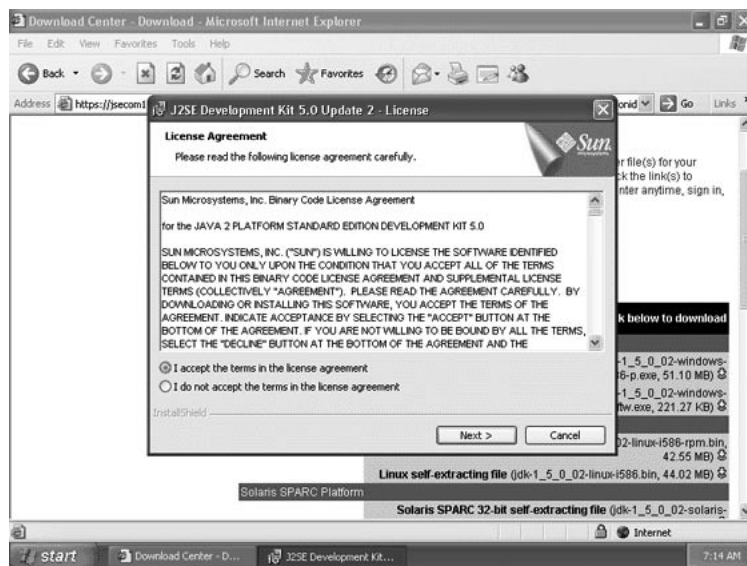 Download Center - Download - Microsoft Internet Explorer
File Edit View Favorites Tools Help
Back Search Favorites
Address https://jsecom1 onid Go Links
J2SE Development Kit 5.0 Update 2 - License
License Agreement
Please read the following license agreement carefully.
Sun
microsystems
er file(s) for your
ck the link(s) to
nter anytime, sign in,
Sun Microsystems, Inc. Binary Code License Agreement
for the JAVA 2 PLATFORM STANDARD EDITION DEVELOPMENT KIT 5.0
SUN MICROSYSTEMS, INC. ("SUN") IS WILLING TO LICENSE THE SOFTWARE IDENTIFIED
BELOW TO YOU ONLY UPON THE CONDITION THAT YOU ACCEPT ALL OF THE TERMS
CONTAINED IN THIS BINARY CODE LICENSE AGREEMENT AND SUPPLEMENTAL LICENSE
TERMS (COLLECTIVELY "AGREEMENT"). PLEASE READ THE AGREEMENT CAREFULLY. BY
DOWNLOADING OR INSTALLING THIS SOFTWARE, YOU ACCEPT THE TERMS OF THE
AGREEMENT. INDICATE ACCEPTANCE BY SELECTING THE "ACCEPT" BUTTON AT THE
BOTTOM OF THE AGREEMENT. IF YOU ARE NOT WILLING TO BE BOUND BY ALL THE TERMS,
SELECT THE "DECLINE" BUTTON AT THE BOTTOM OF THE AGREEMENT AND THE
I accept the terms in the license agreement
I do not accept the terms in the license agreement
InstallShield
Next > Cancel
k below to download
-1_5_0_02-windows-
6-p.exe, 51.10 MB)
-1_5_0_02-windows-
ftw.exe, 221.27 KB)
02-linux-i586-rpm.bin,
42.55 MB)
Linux self-extracting file (jdk-1_5_0_02-linux-i586.bin, 44.02 MB)
Solaris SPARC Platform
Solaris SPARC 32-bit self-extracting file (jdk-1_5_0_02-solaris-
Internet
start Download Center - D... J2SE Development Kit... 7:14 AM